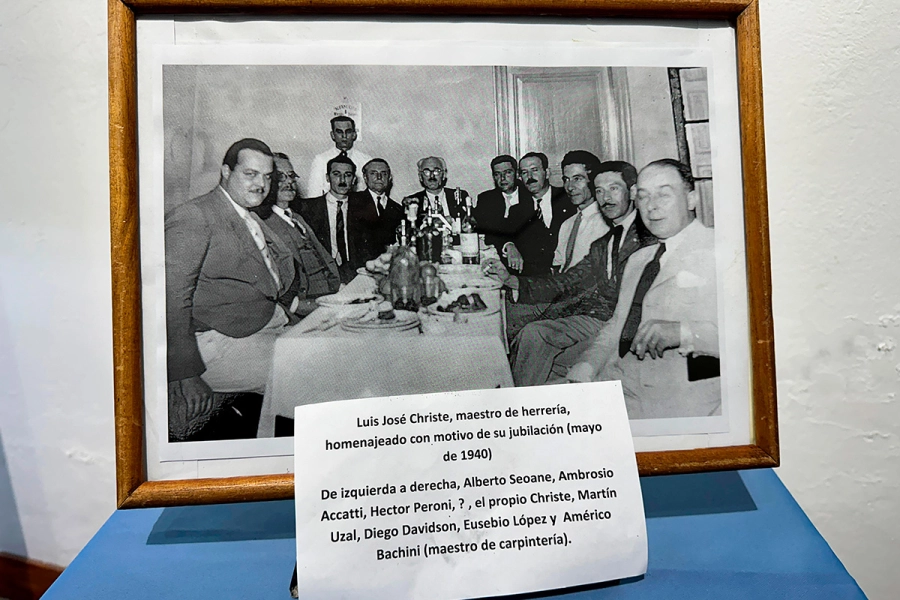 Luis José Christe, maestro de herrería,
homenajeado con motivo de su jubilación (mayo
de 1940)
De izquierda a derecha, Alberto Seoane, Ambrosio
Accatti, Hector Peroni, ? , el propio Christe, Martín
Uzal, Diego Davidson, Eusebio López y Américo
Bachini (maestro de carpintería).